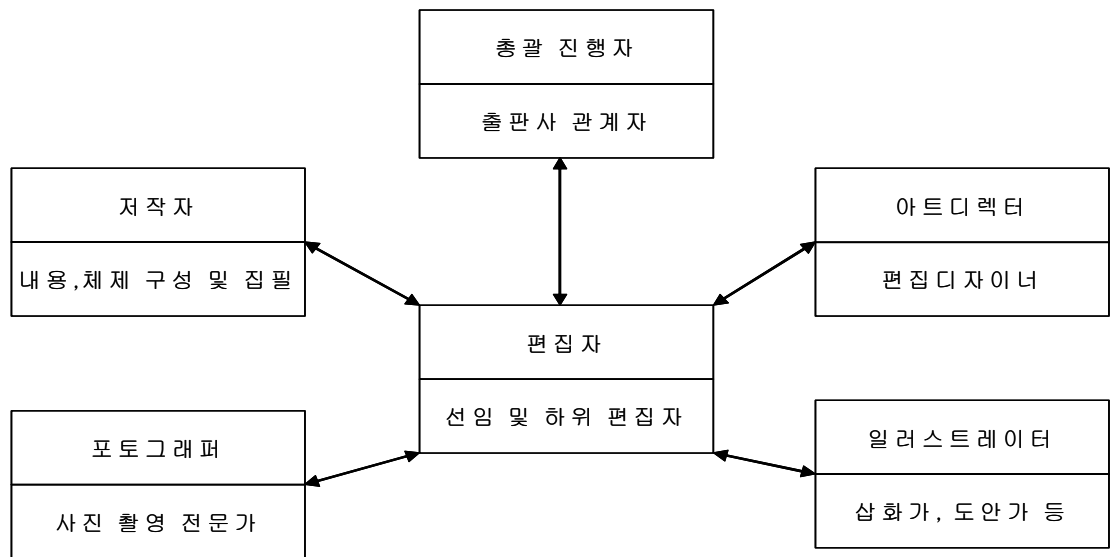 총괄 진행자
출판사 관계자
저작자
내용,체제 구성 및 집필
아트디렉터
편집디자이너
편집자
선임 및 하위 편집자
포토그래퍼
사진 촬영 전문가
일러스트레이터
삽화가, 도안가 등